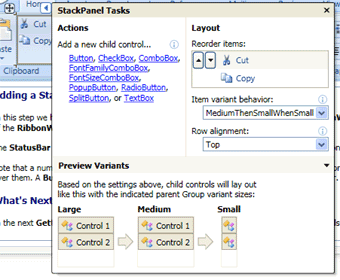 StackPanel Tasks
Cut
Copy
Paste
Clipboard
Actions
Add a new child control...
Button, CheckBox, ComboBox,
FontFamilyComboBox,
FontSizeComboBox,
PopupButton, RadioButton,
SplitButton, or TextBox
Layout
Reorder items:
Cut
Copy
Item variant behavior:
MediumThenSmallWhenSmall
Row alignment:
Top
Preview Variants
Based on the settings above, child controls will lay out
like this with the indicated parent Group variant sizes:
Large Medium Small
Control 1 Control 1
Control 2 Control 2
dding a Sta
this step we h
f the RibbonW
he StatusBar
ote that a num
ver them. A Bu
What's Next
the next Gett